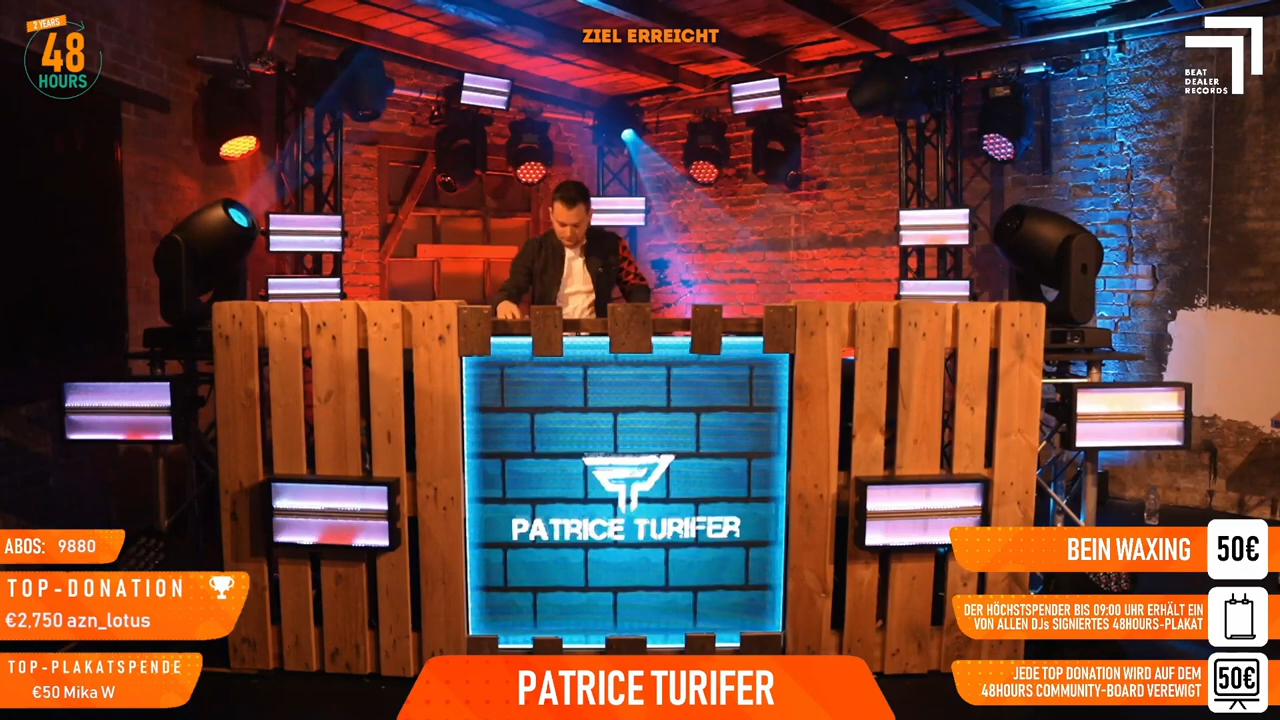 2 YEARS
48
HOURS
ZIEL ERREICHT
BEAT
DEALER
RECORDS
PATRICE TURIFER
ABOS: 9880
TOP-DONATION
€2,750 azn_lotus
TOP-PLAKATSPENDE
€50 Mika W
PATRICE TURIFER
BEIN WAXING
50€
DER HÖCHSTSPENDER BIS 09:00 UHR ERHÄLT EIN
VON ALLEN DJs SIGNIERTES 48HOURS-PLAKAT
JEDE TOP DONATION WIRD AUF DEM
48HOURS COMMUNITY-BOARD VEREWIGT
50€